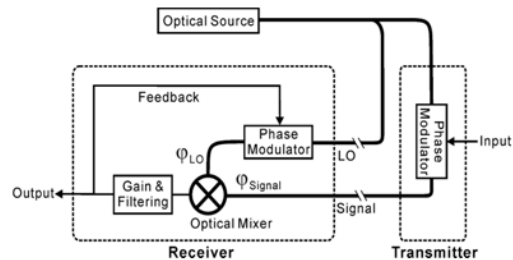 Optical Source
Feedback
Phase
Modulator
Phase
Modulator
Input
LO
φLO
φSignal
Output
Gain &
Filtering
Optical Mixer
Signal
Receiver
Transmitter